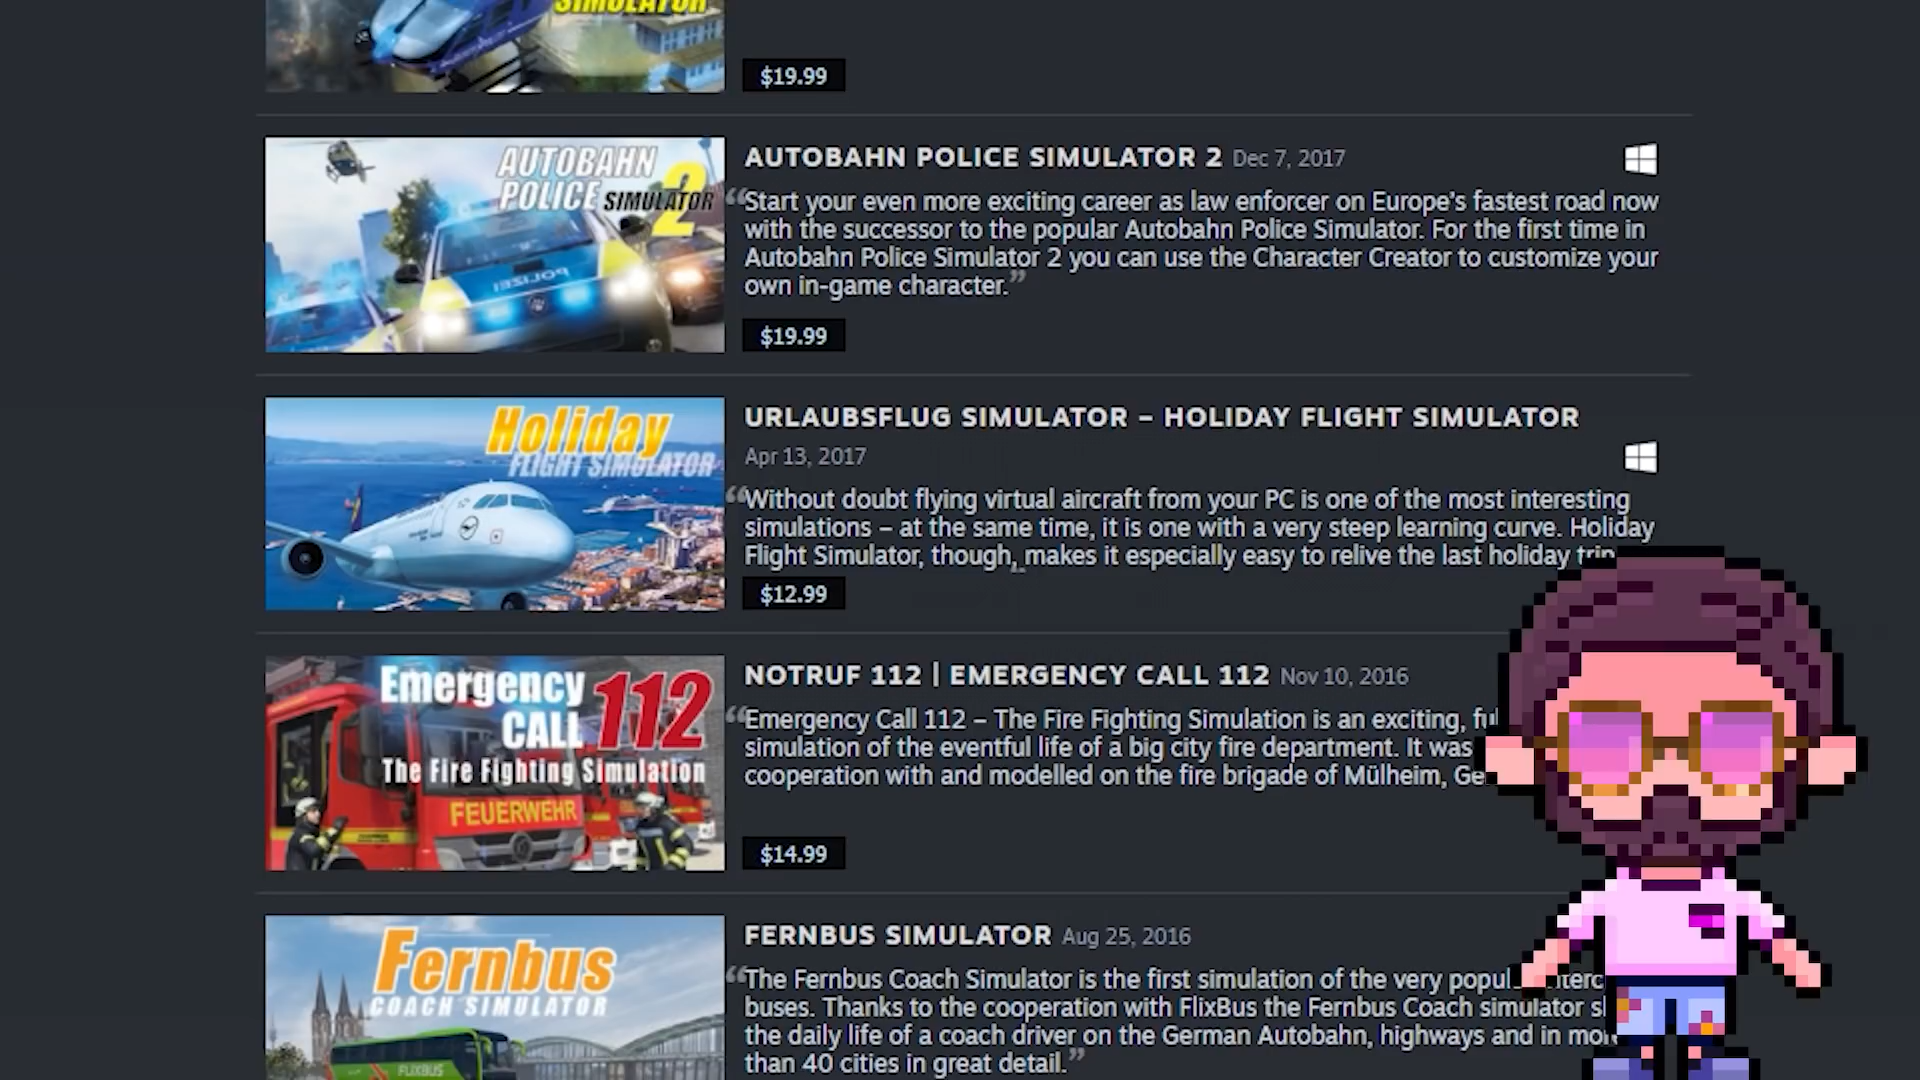 SIMULATOR
$19.99
AUTOBAHN
POLICE SIMULATOR
2
POLIZEI
AUTOBAHN POLICE SIMULATOR 2 Dec 7, 2017
“Start your even more exciting career as law enforcer on Europe's fastest road now
with the successor to the popular Autobahn Police Simulator. For the first time in
Autobahn Police Simulator 2 you can use the Character Creator to customize your
own in-game character.”
$19.99
Holiday
FLIGHT SIMULATOR
URLAUBSFLUG SIMULATOR – HOLIDAY FLIGHT SIMULATOR
Apr 13, 2017
“Without doubt flying virtual aircraft from your PC is one of the most interesting
simulations – at the same time, it is one with a very steep learning curve. Holiday
Flight Simulator, though, makes it especially easy to relive the last holiday trip
$12.99
Emergency
CALL 112
The Fire Fighting Simulation
FEUERWEHR
NOTRUF 112 | EMERGENCY CALL 112 Nov 10, 2016
“Emergency Call 112 – The Fire Fighting Simulation is an exciting,
simulation of the eventful life of a big city fire department. It was
cooperation with and modelled on the fire brigade of Mülheim,
$14.99
Fernbus
COACH SIMULATOR
FLIXBUS
FERNBUS SIMULATOR Aug 25, 2016
“The Fernbus Coach Simulator is the first simulation of the very
buses. Thanks to the cooperation with FlixBus the Fernbus Coach simulator
the daily life of a coach driver on the German Autobahn, highways and in more
than 40 cities in great detail.”